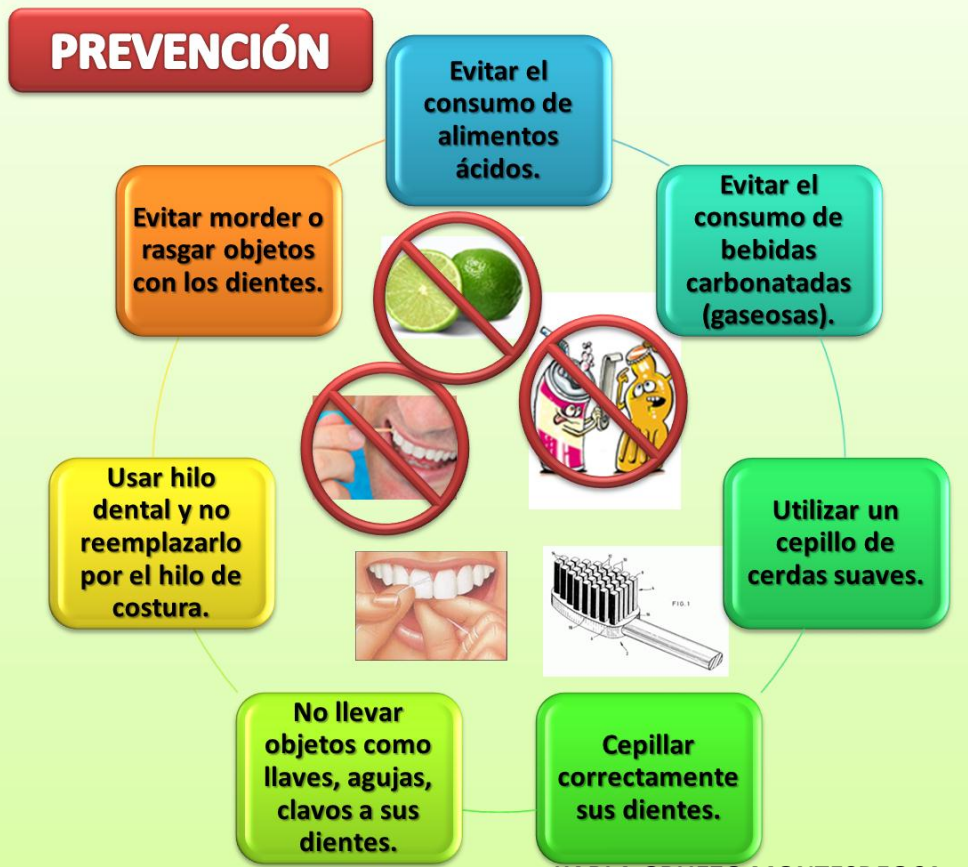 PREVENCIÓN
Evitar el
consumo de
alimentos
ácidos.
Evitar el
consumo de
bebidas
carbonatadas
(gaseosas).
Utilizar un
cepillo de
cerdas suaves.
Cepillar
correctamente
sus dientes.
No llevar
objetos como
llaves, agujas,
clavos a sus
dientes.
Usar hilo
dental y no
reemplazarlo
por el hilo de
costura.
Evitar morder o
rasgar objetos
con los dientes.
FIG.1